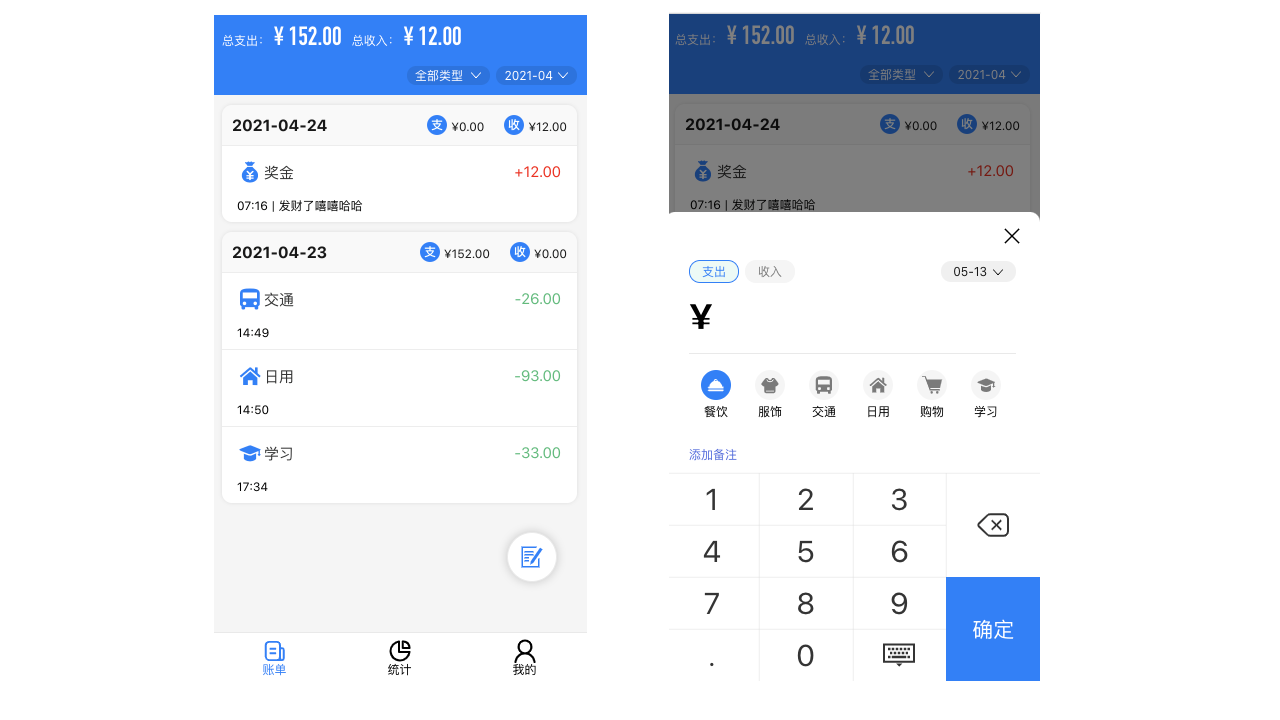 总支出： ¥ 152.00 总收入： ¥ 12.00
全部类型 2021-04
2021-04-24 支 ¥0.00 收 ¥12.00
奖金 +12.00
07:16 | 发财了嘻嘻哈哈
2021-04-23 支 ¥152.00 收 ¥0.00
交通 -26.00
14:49
日用 -93.00
14:50
学习 -33.00
17:34
账单 统计 我的
总支出： ¥ 152.00 总收入： ¥ 12.00
全部类型 2021-04
2021-04-24 支 ¥0.00 收 ¥12.00
奖金 +12.00
07:16 | 发财了嘻嘻哈哈
支出 收入 05-13
¥
餐饮 服饰 交通 日用 购物 学习
添加备注
1 2 3
4 5 6
7 8 9
确定
. 0